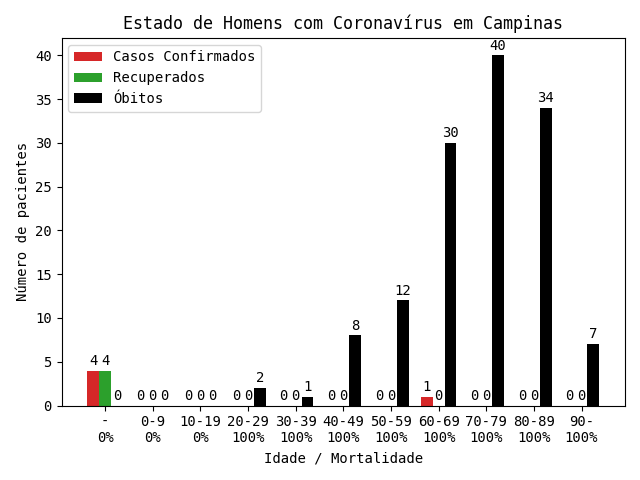 Estado de Homens com Coronavírus em Campinas
Casos Confirmados
Recuperados
Óbitos
Número de pacientes
40
35
30
25
20
15
10
5
0
4 4 0
0 0 0
0 0 0
0 0 2
0 0 1
0 0 8
0 0 12
1 0 30
0 0 40
0 0 34
0 0 7
- 0-9 10-19 20-29 30-39 40-49 50-59 60-69 70-79 80-89 90-
0% 0% 0% 100% 100% 100% 100% 100% 100% 100% 100%
Idade / Mortalidade